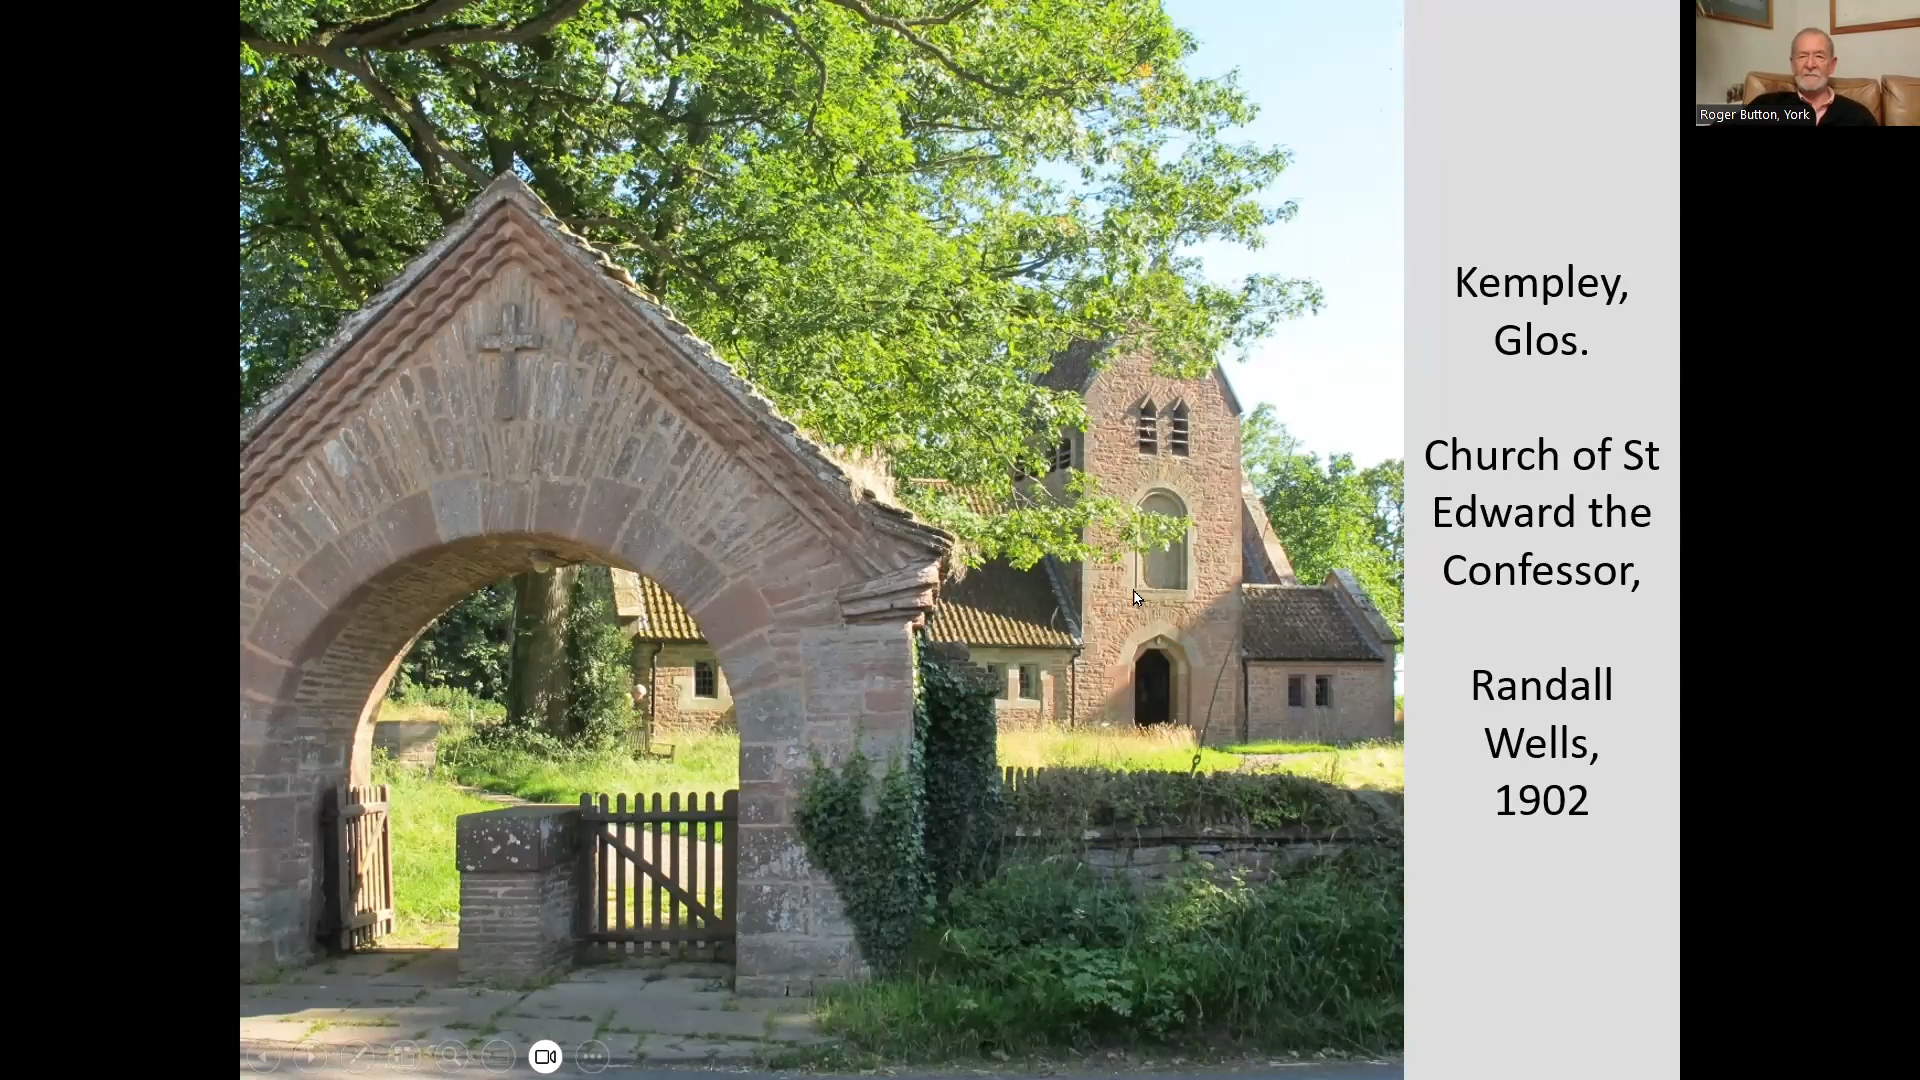 Kempley,
Glos.
Church of St
Edward the
Confessor,
Randall
Wells,
1902
Roger Button, York